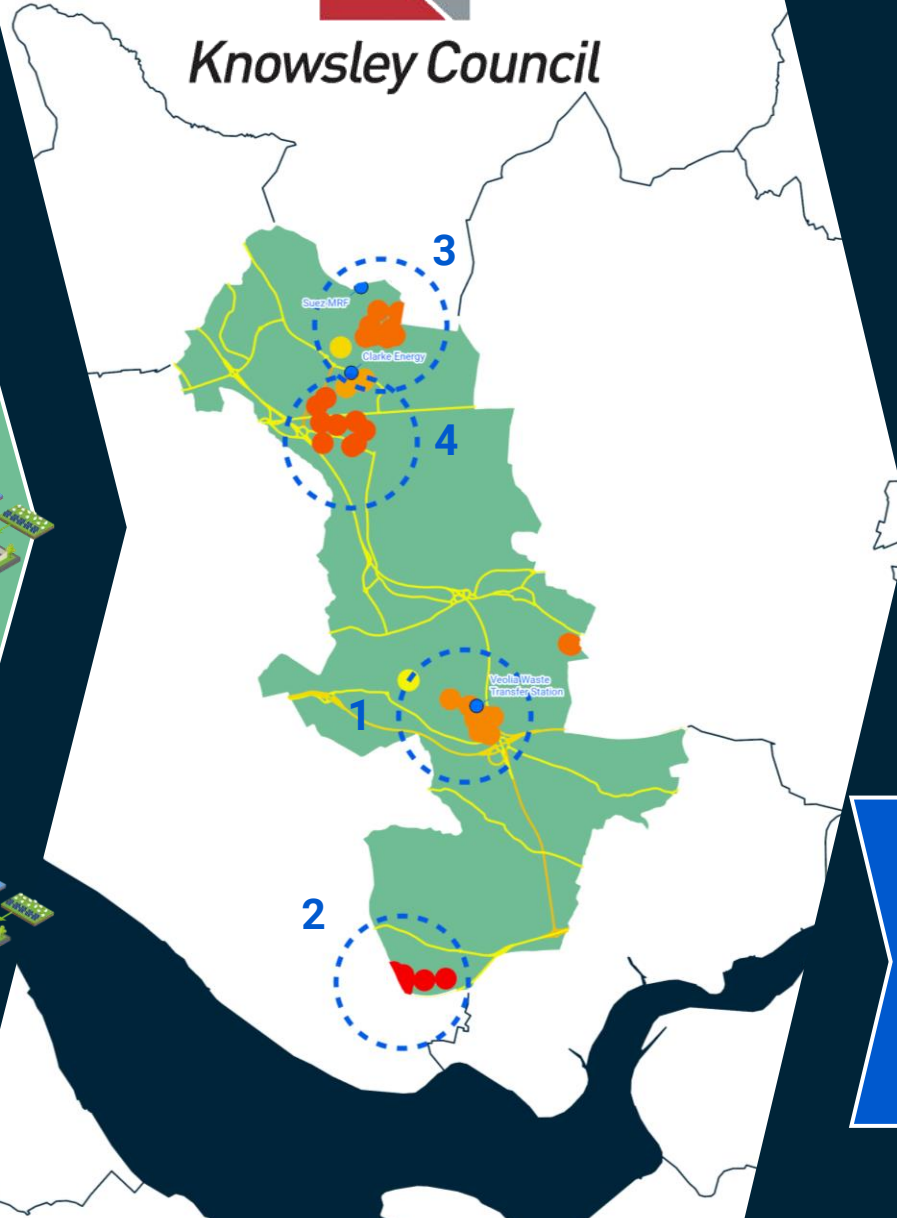 Knowsley Council
3
Suez MRF
Clarke Energy
4
Veolia Waste
Transfer Station
1
2